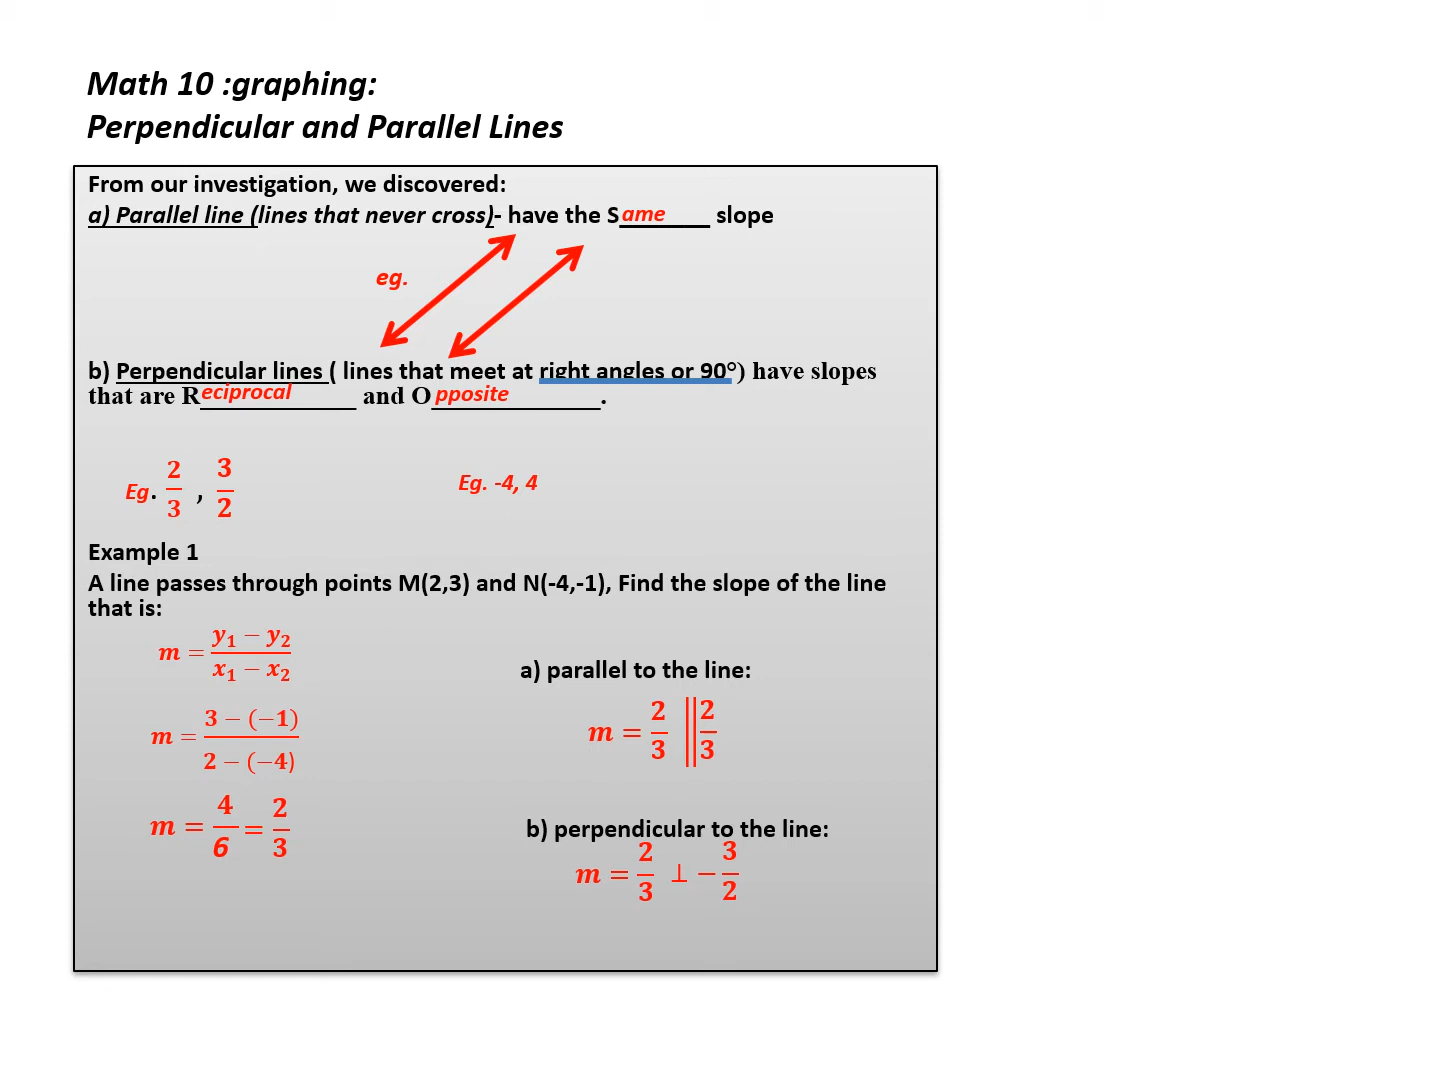 Math 10 :graphing:
Perpendicular and Parallel Lines
From our investigation, we discovered:
a) Parallel line (lines that never cross)- have the Same slope
eg.
b) Perpendicular lines ( lines that meet at right angles or 90°) have slopes
that are Reciprocal and Opposite.
Eg. 2/3 , 3/2
Eg. -4, 4
Example 1
A line passes through points M(2,3) and N(-4,-1), Find the slope of the line
that is:
m = (y₁ − y₂)/(x₁ − x₂)
a) parallel to the line:
m = 2/3 || 2/3
m = (3 − (−1))/(2 − (−4))
m = 4/6 = 2/3
b) perpendicular to the line:
m = 2/3 ⊥ − 3/2